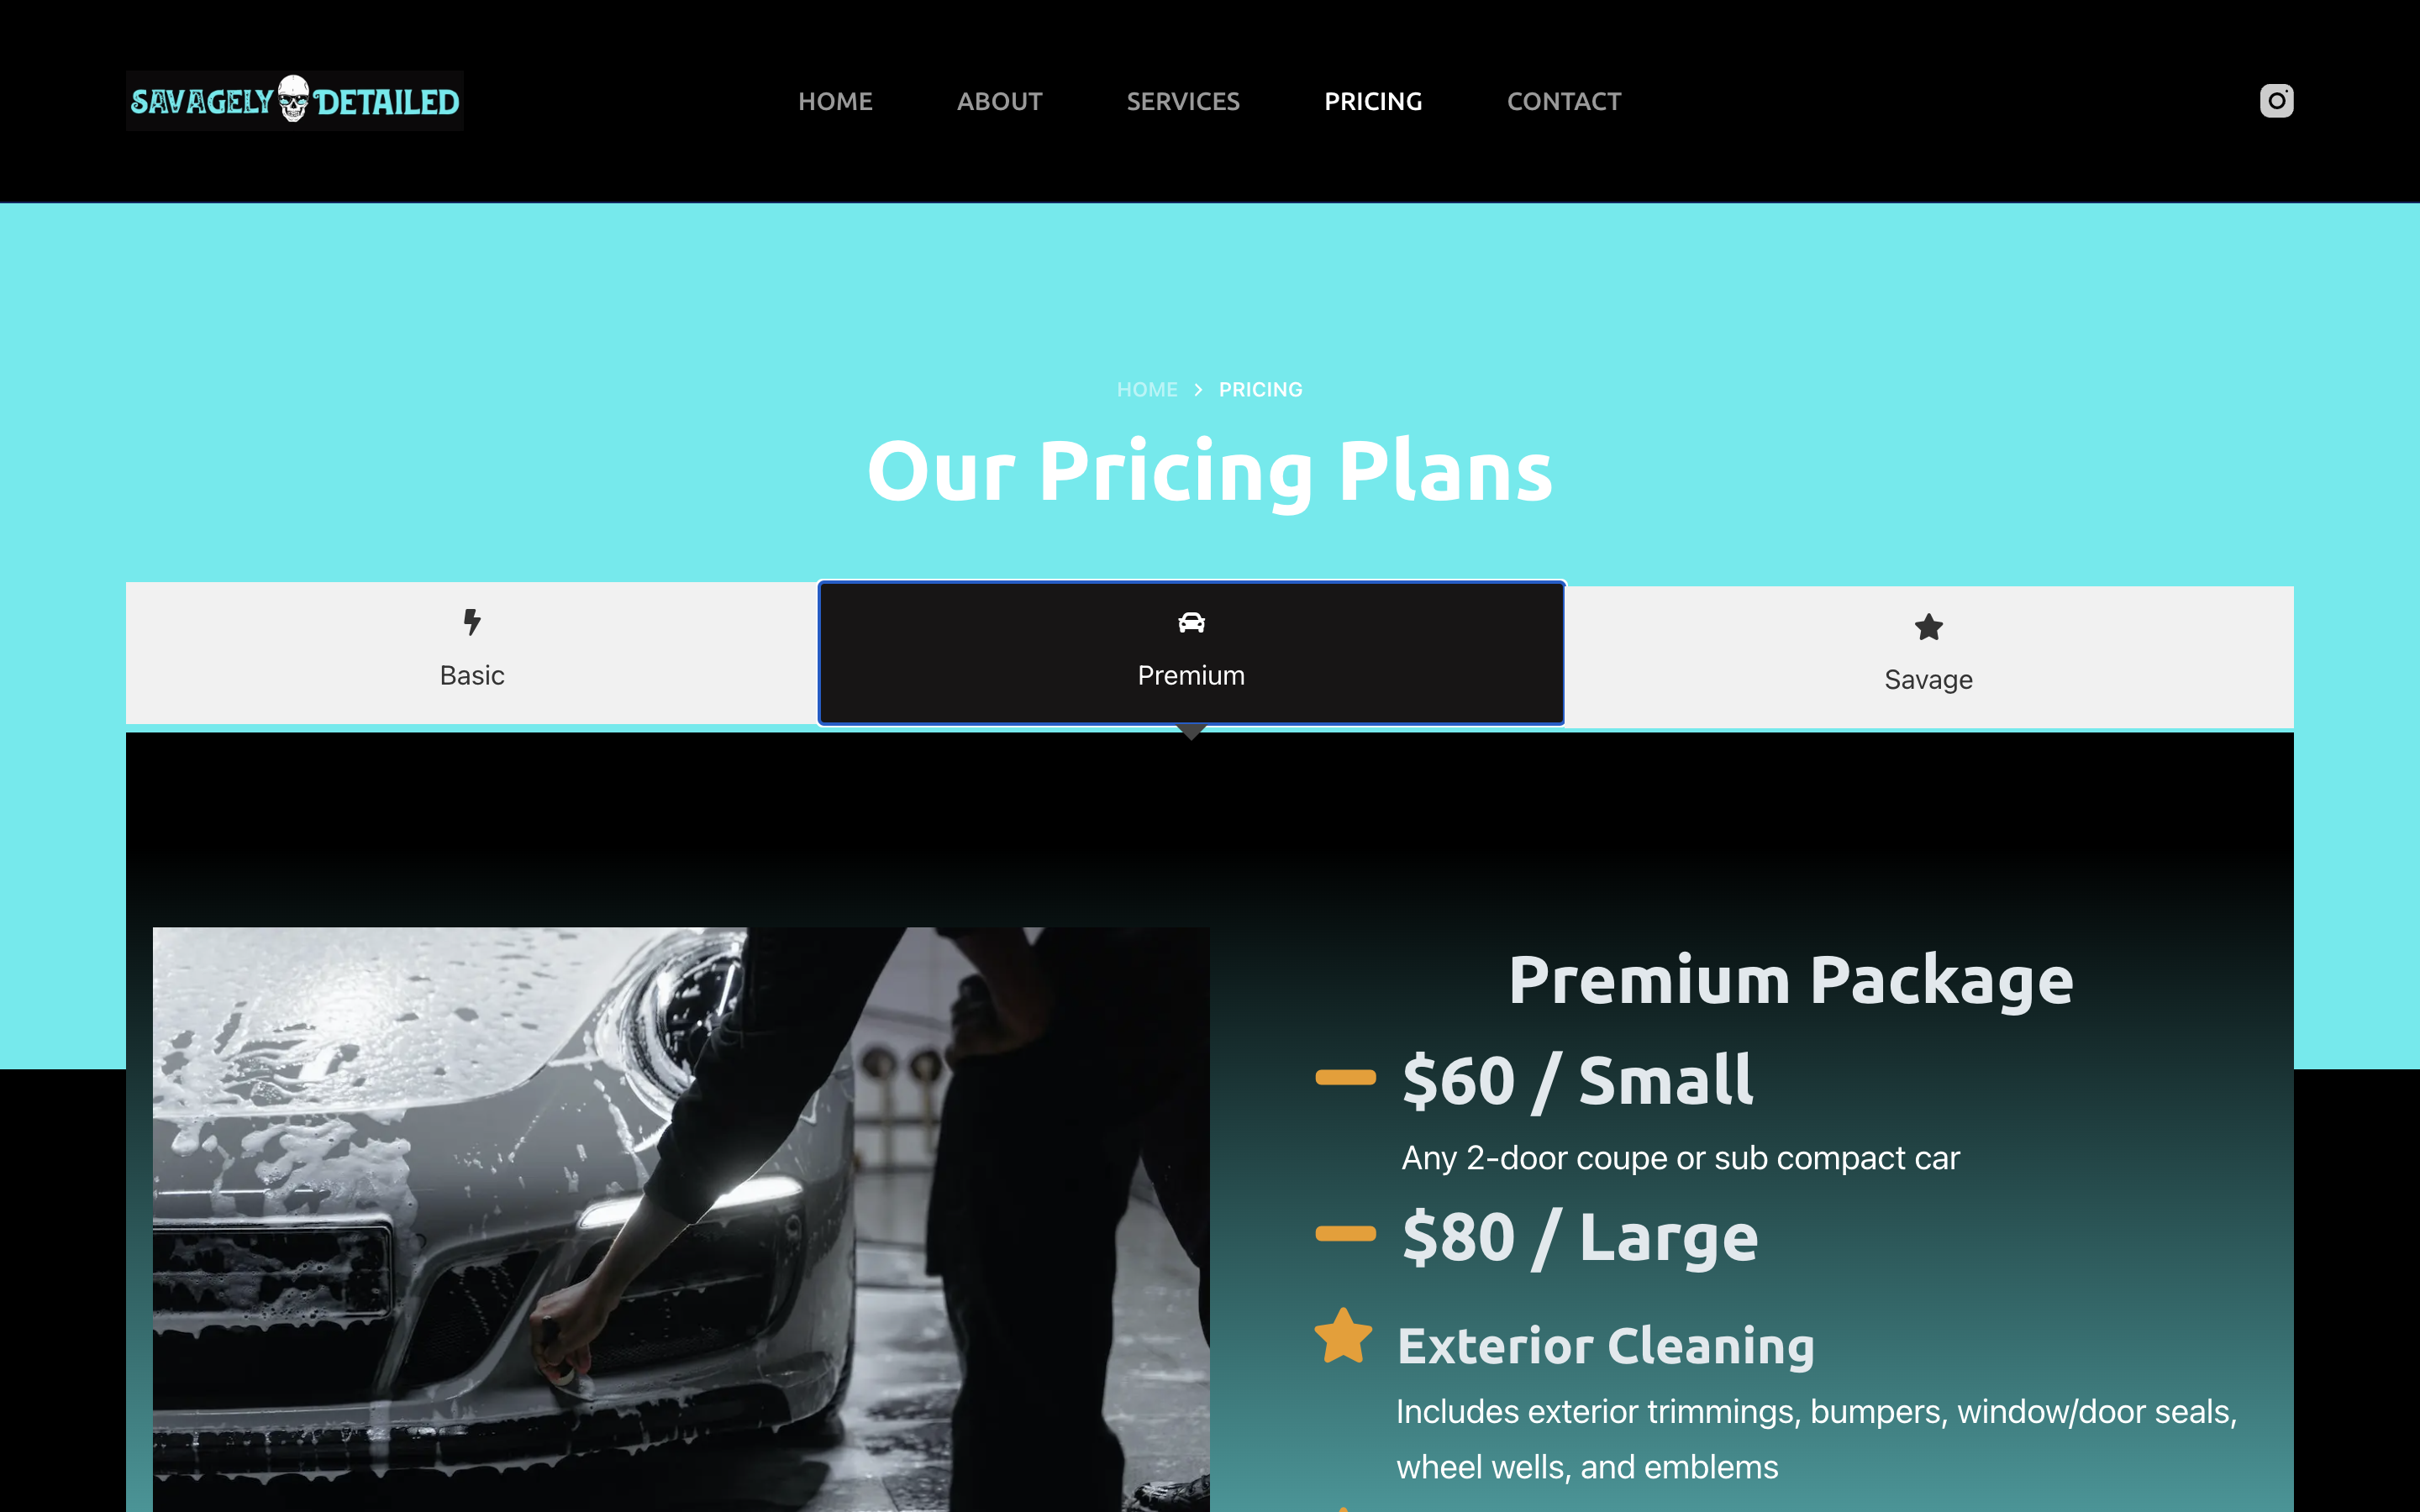 SAVAGELY DETAILED
HOME ABOUT SERVICES PRICING CONTACT
HOME > PRICING
Our Pricing Plans
Basic
Premium
Savage
Premium Package
$60 / Small
Any 2-door coupe or sub compact car
$80 / Large
Exterior Cleaning
Includes exterior trimmings, bumpers, window/door seals,
wheel wells, and emblems